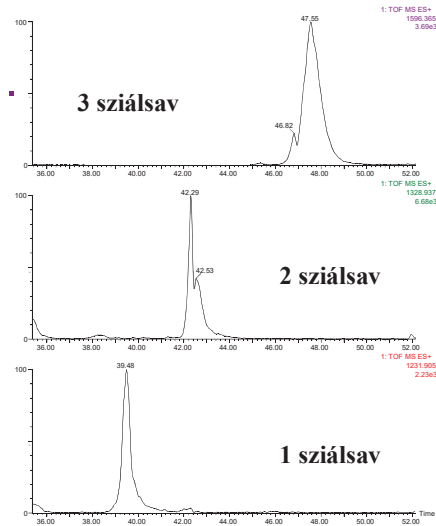 1: TOF MS ES+
1596.365
3.69e3
47.55
100
3 sziálsav
46.82
0
36.00 38.00 40.00 42.00 44.00 46.00 48.00 50.00 52.00
1: TOF MS ES+
1328.937
6.68e3
42.29
100
42.53
2 sziálsav
0
36.00 38.00 40.00 42.00 44.00 46.00 48.00 50.00 52.00
1: TOF MS ES+
1231.905
2.23e3
39.48
100
1 sziálsav
0
36.00 38.00 40.00 42.00 44.00 46.00 48.00 50.00 52.00
Time